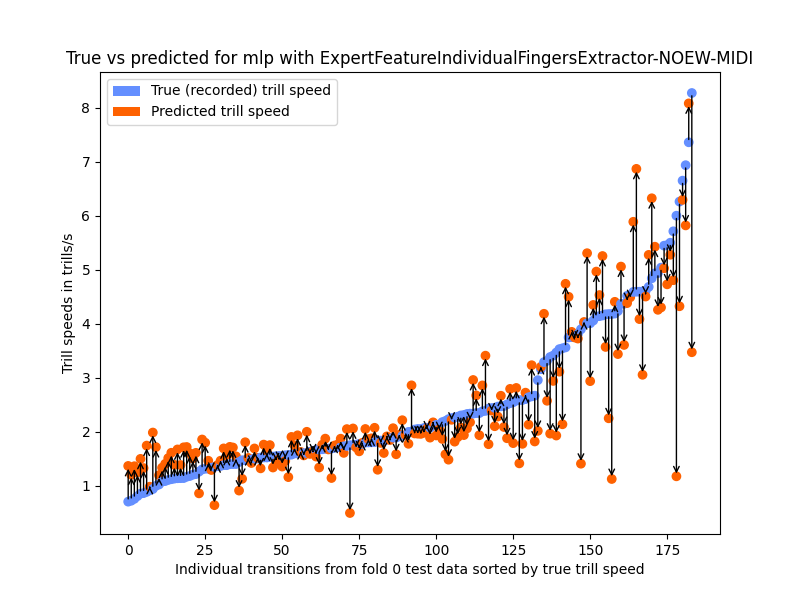 True vs predicted for mlp with ExpertFeatureIndividualFingersExtractor-NOEW-MIDI
True (recorded) trill speed
Predicted trill speed
8
7
6
5
4
3
2
1
Trill speeds in trills/s
0 25 50 75 100 125 150 175
Individual transitions from fold 0 test data sorted by true trill speed